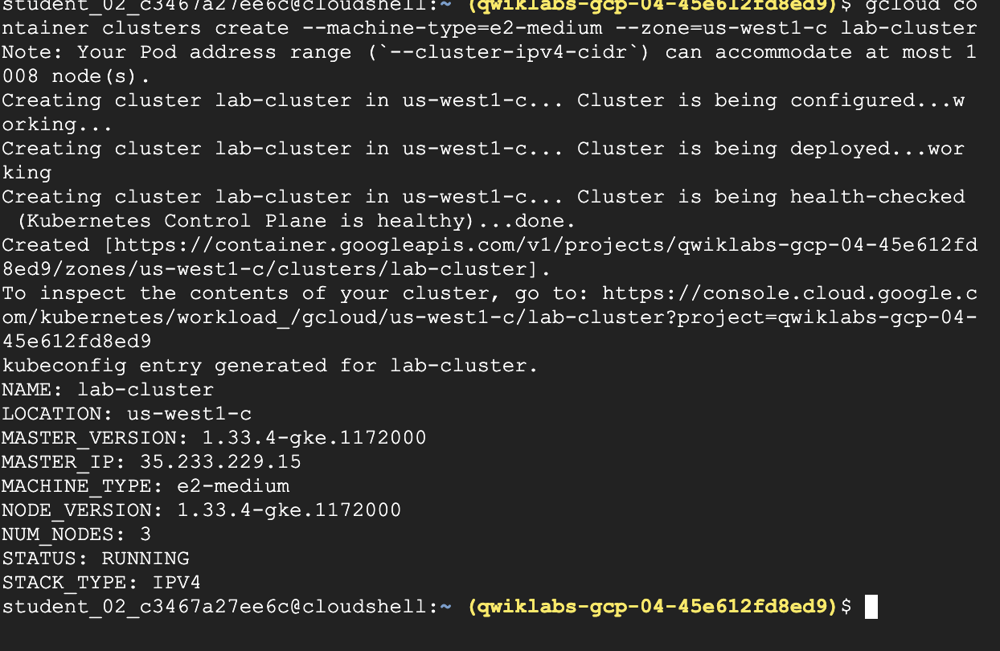 student_02_c3467a27ee6c@cloudshell:~ (qwiklabs-gcp-04-45e612fd8ed9)$ gcloud co
ntainer clusters create --machine-type=e2-medium --zone=us-west1-c lab-cluster
Note: Your Pod address range (`--cluster-ipv4-cidr`) can accommodate at most 1
008 node(s).
Creating cluster lab-cluster in us-west1-c... Cluster is being configured...w
orking...
Creating cluster lab-cluster in us-west1-c... Cluster is being deployed...wor
king
Creating cluster lab-cluster in us-west1-c... Cluster is being health-checked
 (Kubernetes Control Plane is healthy)...done.
Created [https://container.googleapis.com/v1/projects/qwiklabs-gcp-04-45e612fd
8ed9/zones/us-west1-c/clusters/lab-cluster].
To inspect the contents of your cluster, go to: https://console.cloud.google.c
om/kubernetes/workload_/gcloud/us-west1-c/lab-cluster?project=qwiklabs-gcp-04-
45e612fd8ed9
kubeconfig entry generated for lab-cluster.
NAME: lab-cluster
LOCATION: us-west1-c
MASTER_VERSION: 1.33.4-gke.1172000
MASTER_IP: 35.233.229.15
MACHINE_TYPE: e2-medium
NODE_VERSION: 1.33.4-gke.1172000
NUM_NODES: 3
STATUS: RUNNING
STACK_TYPE: IPV4
student_02_c3467a27ee6c@cloudshell:~ (qwiklabs-gcp-04-45e612fd8ed9)$